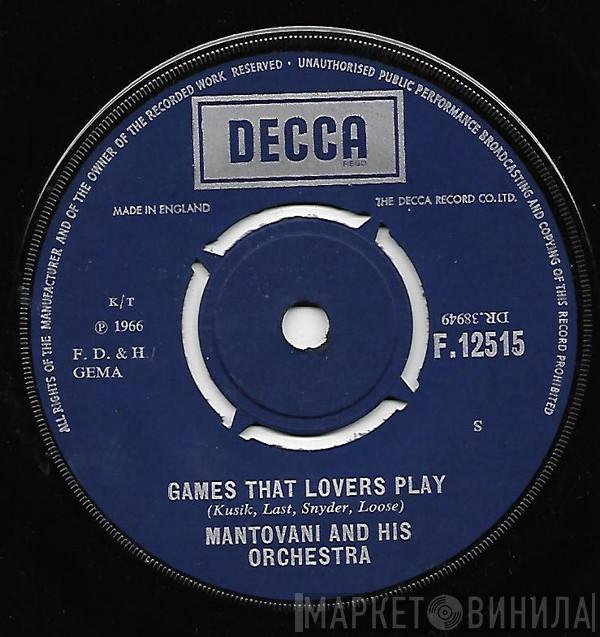 ALL RIGHTS OF THE MANUFACTURER AND OF THE OWNER OF THE RECORDED WORK RESERVED · UNAUTHORISED PUBLIC PERFORMANCE BROADCASTING AND COPYING OF THIS RECORD PROHIBITED
DECCA
REGD
MADE IN ENGLAND
THE DECCA RECORD CO. LTD.
K/T
℗ 1966
F. D. & H.
GEMA
DR.38949
F.12515
S
GAMES THAT LOVERS PLAY
(Kusik, Last, Snyder, Loose)
MANTOVANI AND HIS
ORCHESTRA
МАРКЕТ ВИНИЛА